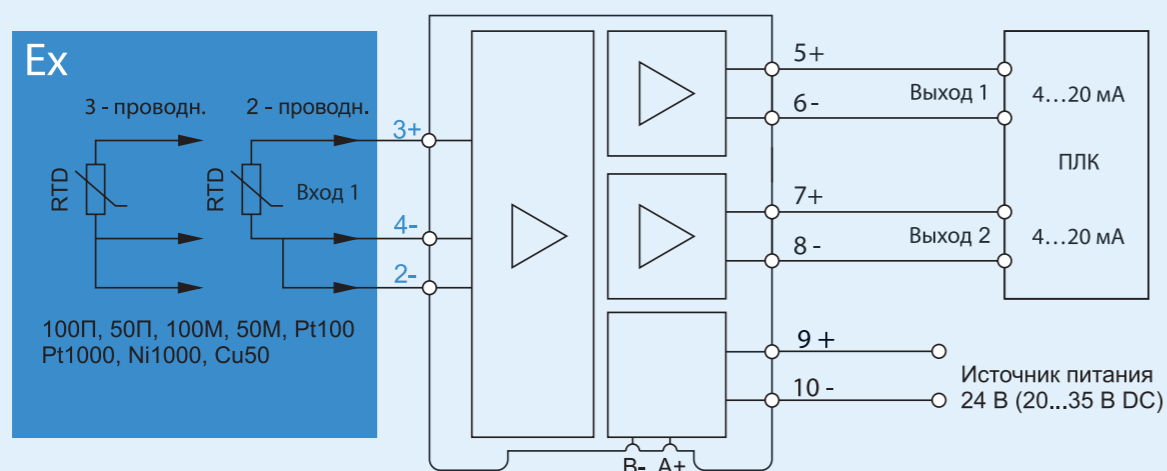 Ex
3 - проводн.
2 - проводн.
RTD
RTD
Вход 1
3+
4-
2-
100П, 50П, 100М, 50М, Pt100
Pt1000, Ni1000, Cu50
5+
6 -
Выход 1
4...20 мА
ПЛК
7+
8 -
Выход 2
4...20 мА
9 +
10 -
Источник питания
24 В (20...35 В DC)
B- A+